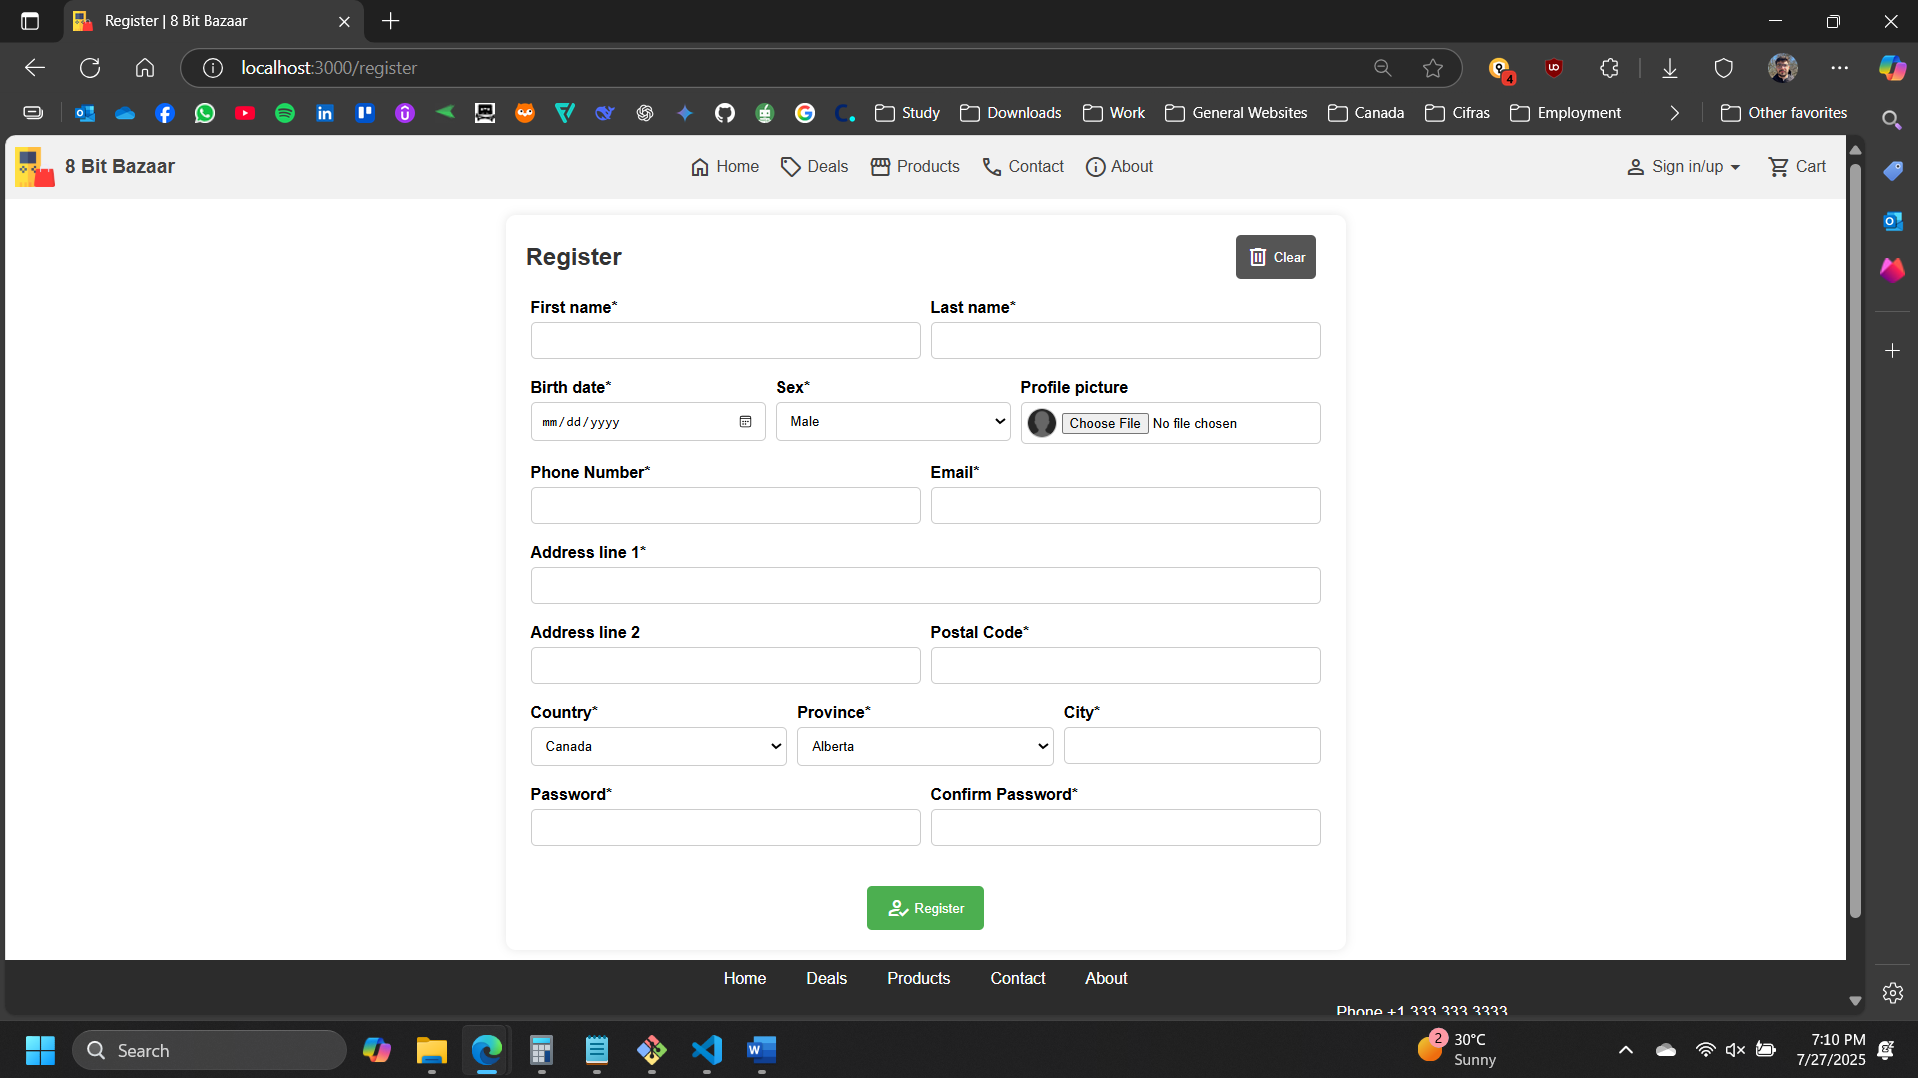 Register | 8 Bit Bazaar
localhost:3000/register
4
Study Downloads Work General Websites Canada Cifras Employment Other favorites
8 Bit Bazaar Home Deals Products Contact About Sign in/up Cart
Register Clear
First name* Last name*
Birth date* Sex* Profile picture
mm/dd/yyyy Male Choose File No file chosen
Phone Number* Email*
Address line 1*
Address line 2 Postal Code*
Country* Province* City*
Canada Alberta
Password* Confirm Password*
Register
Home Deals Products Contact About
Phone +1 333 333 3333
Search
2
30°C
Sunny
7:10 PM
7/27/2025